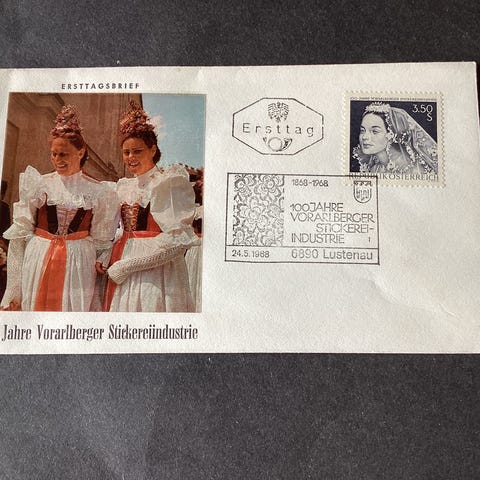 ERSTTAGSBRIEF
Jahre Vorarlberger Stickereiindustrie
Ersttag
1868-1968
100 JAHRE
VORARLBERGER
STICKEREI-
INDUSTRIE
24.5.1968 6890 Lustenau
3.50
S
REPUBLIK ÖSTERREICH